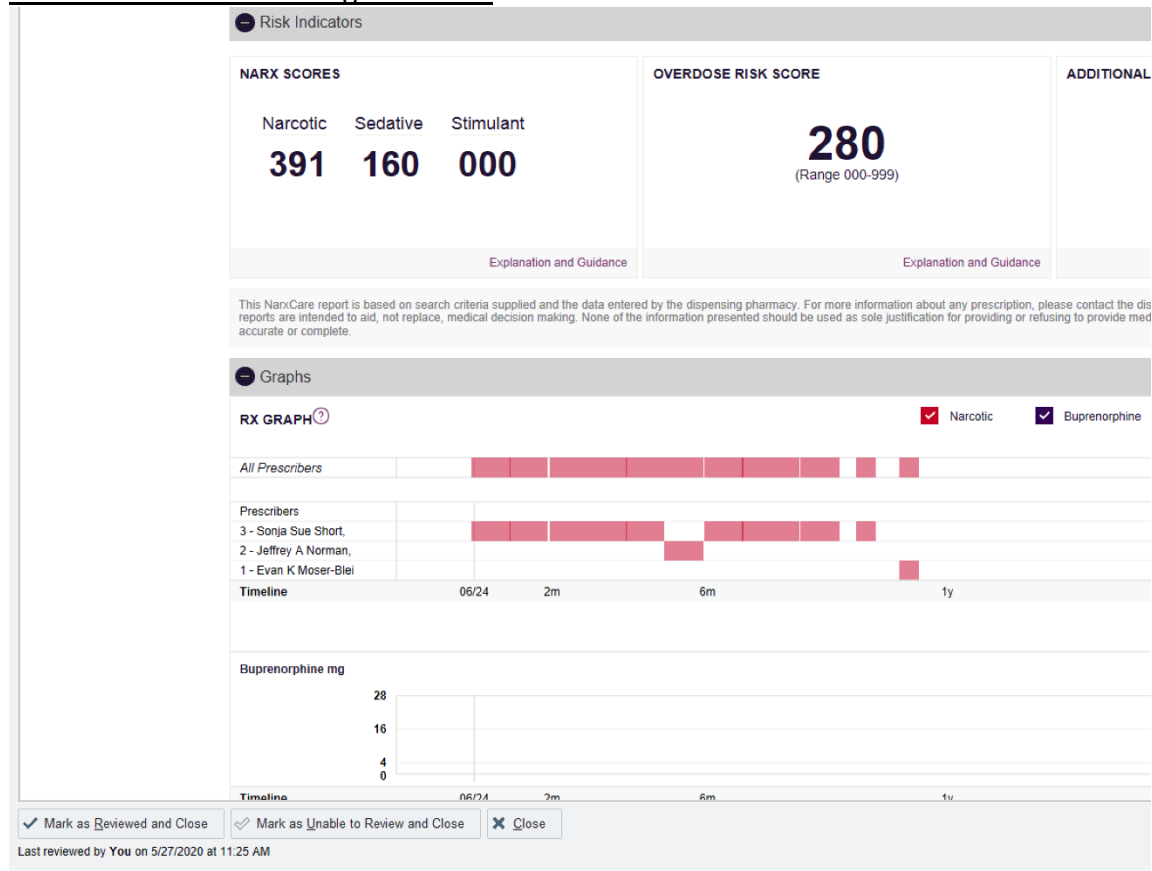 Risk Indicators
NARX SCORES
OVERDOSE RISK SCORE
ADDITIONAL
Narcotic Sedative Stimulant
391 160 000
280
(Range 000-999)
Explanation and Guidance
Explanation and Guidance
This NarxCare report is based on search criteria supplied and the data entered by the dispensing pharmacy. For more information about any prescription, please contact the dis
reports are intended to aid, not replace, medical decision making. None of the information presented should be used as sole justification for providing or refusing to provide med
accurate or complete.
Graphs
RX GRAPH ?
Narcotic Buprenorphine
All Prescribers
Prescribers
3 - Sonja Sue Short,
2 - Jeffrey A Norman,
1 - Evan K Moser-Blei
Timeline 06/24 2m 6m 1y
Buprenorphine mg
28
16
4
0
Timeline 06/24 2m 6m 1y
Mark as Reviewed and Close Mark as Unable to Review and Close Close
Last reviewed by You on 5/27/2020 at 11:25 AM